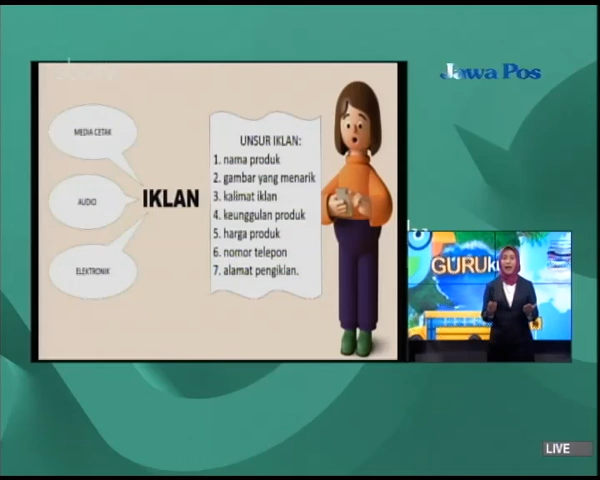 Jawa Pos
MEDIA CETAK
AUDIO
ELEKTRONIK
IKLAN
UNSUR IKLAN:
1. nama produk
2. gambar yang menarik
3. kalimat iklan
4. keunggulan produk
5. harga produk
6. nomor telepon
7. alamat pengiklan.
GURUku
LIVE